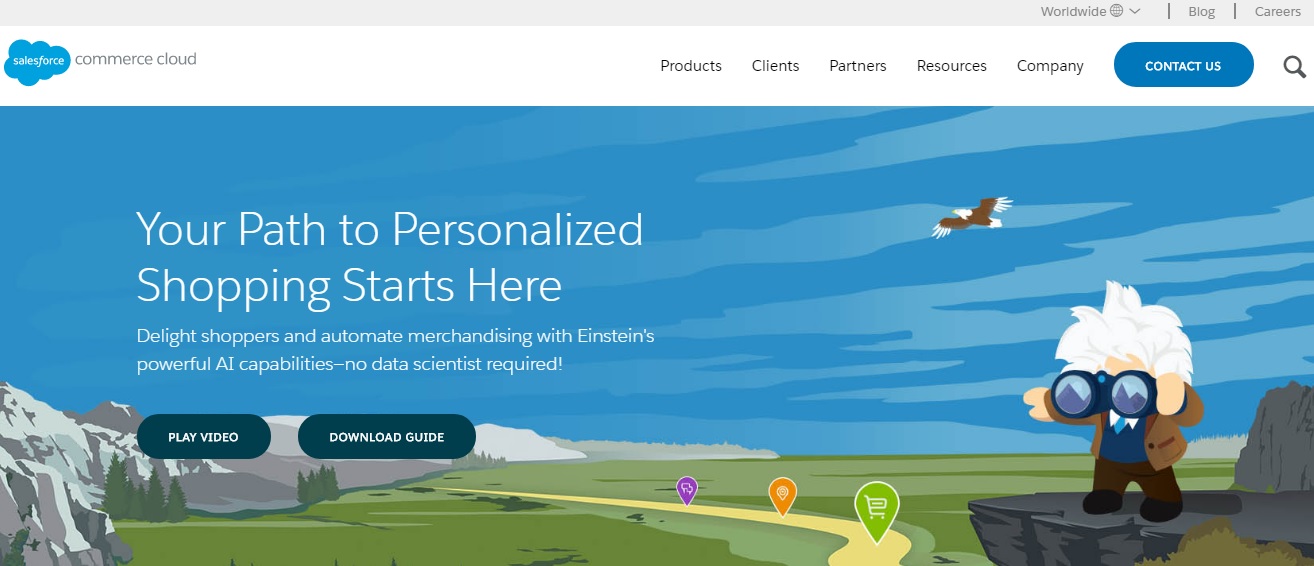 Worldwide
Blog
Careers
salesforce commerce cloud
Products
Clients
Partners
Resources
Company
CONTACT US
Your Path to Personalized
Shopping Starts Here
Delight shoppers and automate merchandising with Einstein's
powerful AI capabilities—no data scientist required!
PLAY VIDEO
DOWNLOAD GUIDE